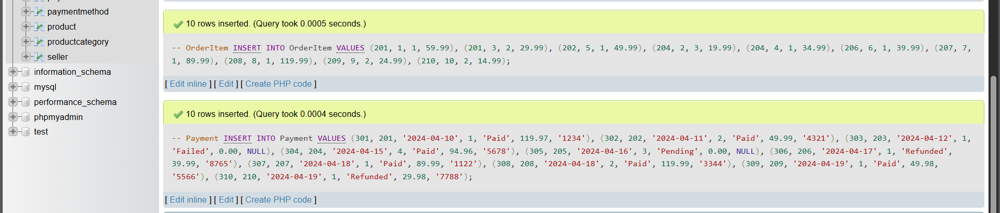 paymentmethod
product
productcategory
seller
information_schema
mysql
performance_schema
phpmyadmin
test
10 rows inserted. (Query took 0.0005 seconds.)
-- OrderItem INSERT INTO OrderItem VALUES (201, 1, 1, 59.99), (201, 3, 2, 29.99), (202, 5, 1, 49.99), (204, 2, 3, 19.99), (204, 4, 1, 34.99), (206, 6, 1, 39.99), (207, 7,
1, 89.99), (208, 8, 1, 119.99), (209, 9, 2, 24.99), (210, 10, 2, 14.99);
[ Edit inline ] [ Edit ] [ Create PHP code ]
10 rows inserted. (Query took 0.0004 seconds.)
-- Payment INSERT INTO Payment VALUES (301, 201, '2024-04-10', 1, 'Paid', 119.97, '1234'), (302, 202, '2024-04-11', 2, 'Paid', 49.99, '4321'), (303, 203, '2024-04-12', 1,
'Failed', 0.00, NULL), (304, 204, '2024-04-15', 4, 'Paid', 94.96, '5678'), (305, 205, '2024-04-16', 3, 'Pending', 0.00, NULL), (306, 206, '2024-04-17', 1, 'Refunded',
39.99, '8765'), (307, 207, '2024-04-18', 1, 'Paid', 89.99, '1122'), (308, 208, '2024-04-18', 2, 'Paid', 119.99, '3344'), (309, 209, '2024-04-19', 1, 'Paid', 49.98,
'5566'), (310, 210, '2024-04-19', 1, 'Refunded', 29.98, '7788');
[ Edit inline ] [ Edit ] [ Create PHP code ]